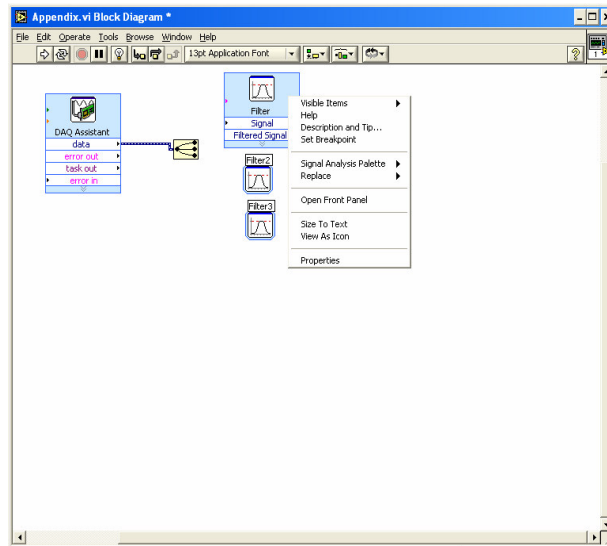 Appendix.vi Block Diagram *
File Edit Operate Tools Browse Window Help
13pt Application Font
?
1
DAQ Assistant
data
error out
task out
error in
Filter
Signal
Filtered Signal
Filter2
Filter3
Visible Items
Help
Description and Tip...
Set Breakpoint
Signal Analysis Palette
Replace
Open Front Panel
Size To Text
View As Icon
Properties